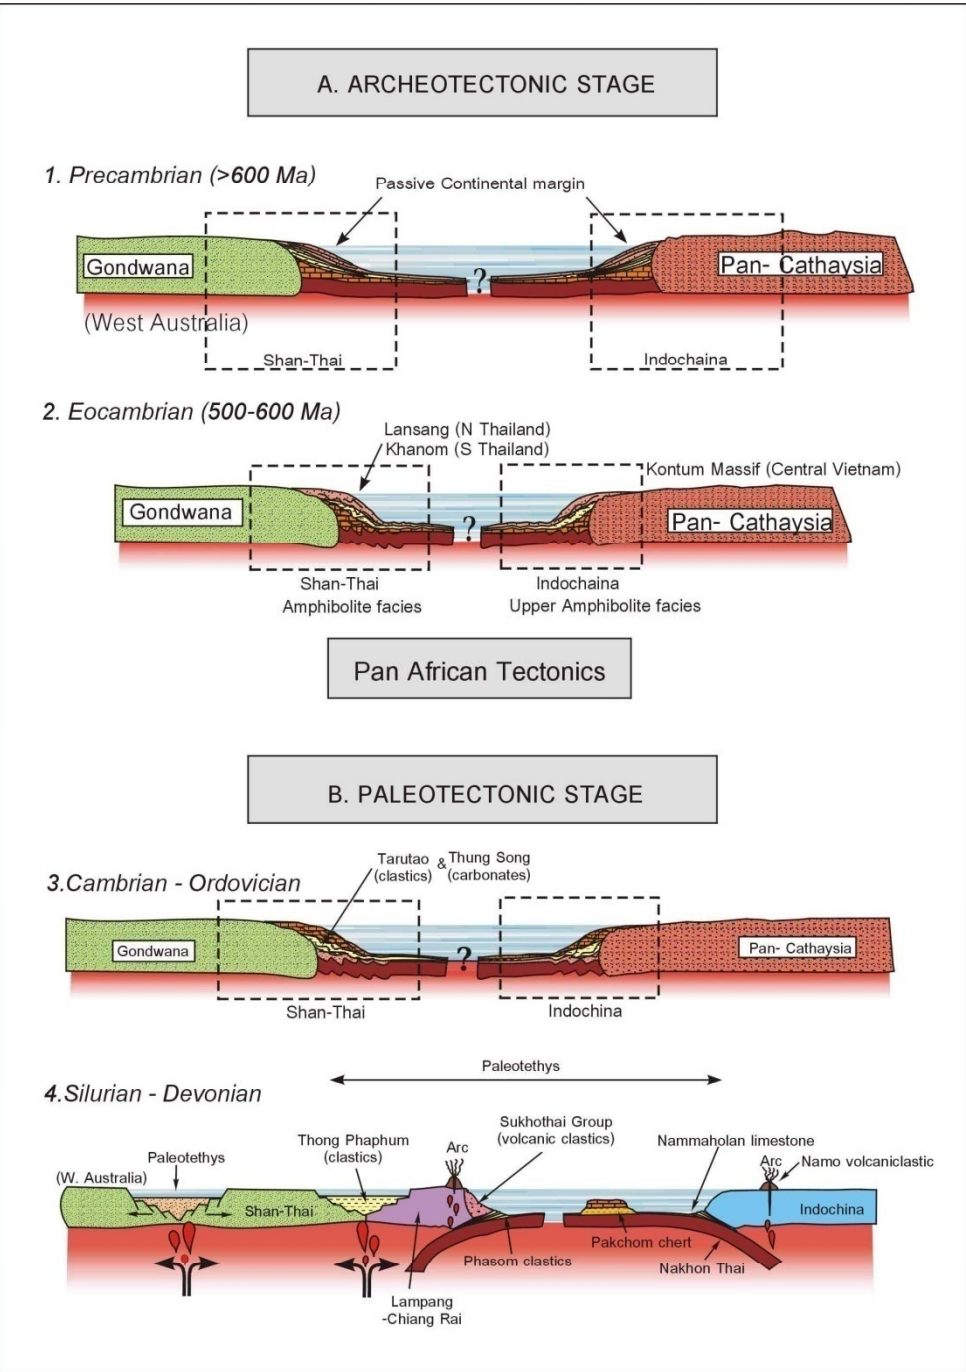 A. ARCHEOTECTONIC STAGE
1. Precambrian (>600 Ma)
Passive Continental margin
Gondwana
?
Pan- Cathaysia
(West Australia)
Shan-Thai
Indochaina
2. Eocambrian (500-600 Ma)
Lansang (N Thailand)
Khanom (S Thailand)
Kontum Massif (Central Vietnam)
Gondwana
?
Pan- Cathaysia
Shan-Thai
Amphibolite facies
Indochaina
Upper Amphibolite facies
Pan African Tectonics
B. PALEOTECTONIC STAGE
3.Cambrian - Ordovician
Tarutao & Thung Song
(clastics) (carbonates)
Gondwana
?
Pan- Cathaysia
Shan-Thai
Indochina
4.Silurian - Devonian
Paleotethys
(W. Australia)
Paleotethys
Thong Phaphum
(clastics)
Arc
Sukhothai Group
(volcanic clastics)
Nammaholan limestone
Arc
Namo volcaniclastic
Shan-Thai
Indochina
Phasom clastics
Pakchom chert
Nakhon Thai
Lampang
-Chiang Rai